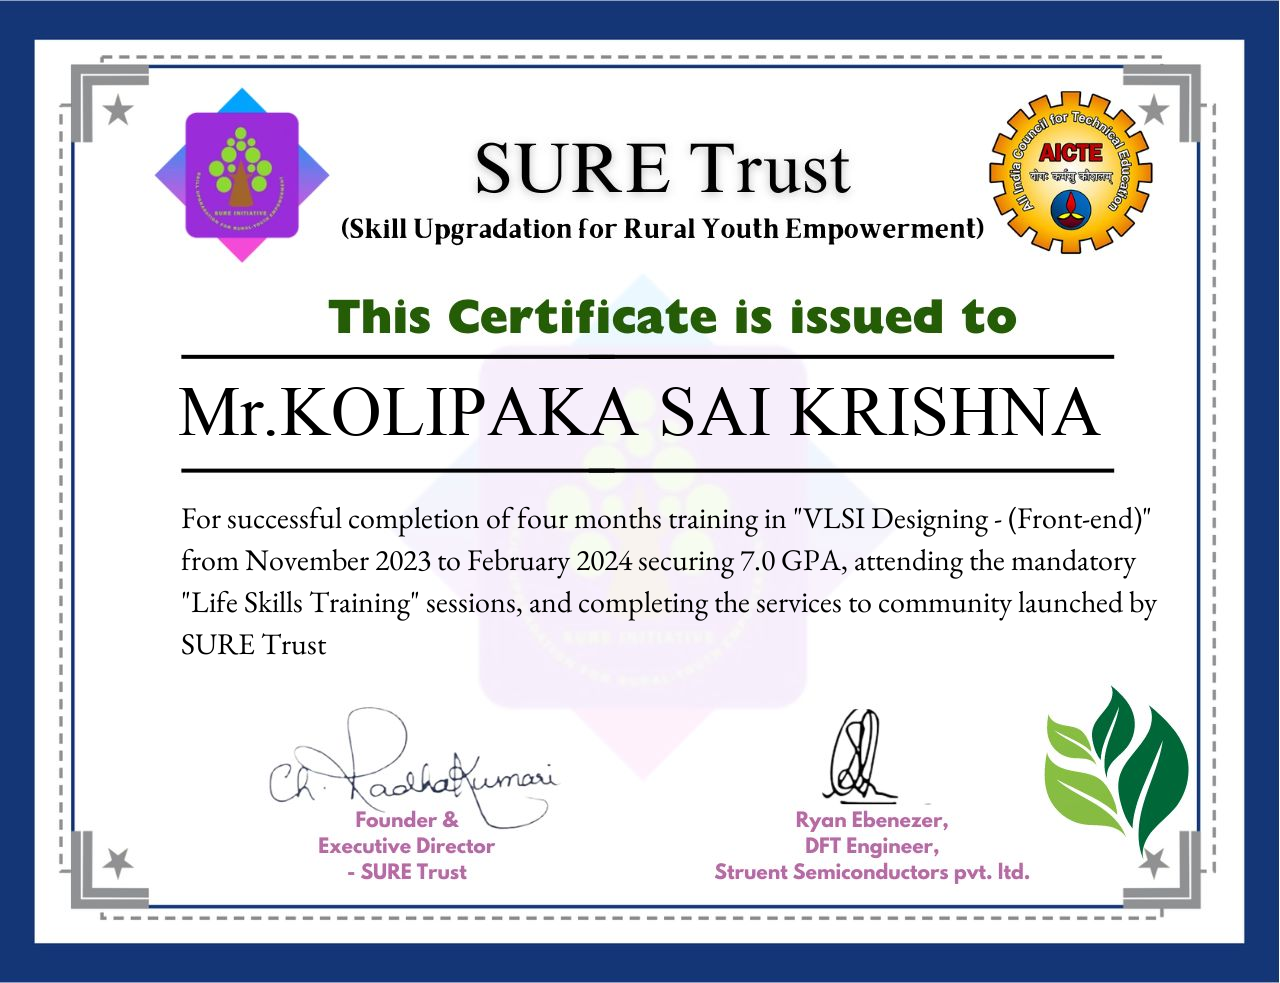 SURE Trust
(Skill Upgradation for Rural Youth Empowerment)
SURE INITIATIVE
SKILL UPGRADATION FOR RURAL YOUTH EMPOWERMENT
All India Council for Technical Education
AICTE
योगः कर्मसु कौशलम्
This Certificate is issued to
Mr.KOLIPAKA SAI KRISHNA
For successful completion of four months training in "VLSI Designing - (Front-end)"
from November 2023 to February 2024 securing 7.0 GPA, attending the mandatory
"Life Skills Training" sessions, and completing the services to community launched by
SURE Trust
SURE INITIATIVE
Ch. RadhaKumari
Founder &
Executive Director
- SURE Trust
Ryan Ebenezer,
DFT Engineer,
Struent Semiconductors pvt. ltd.